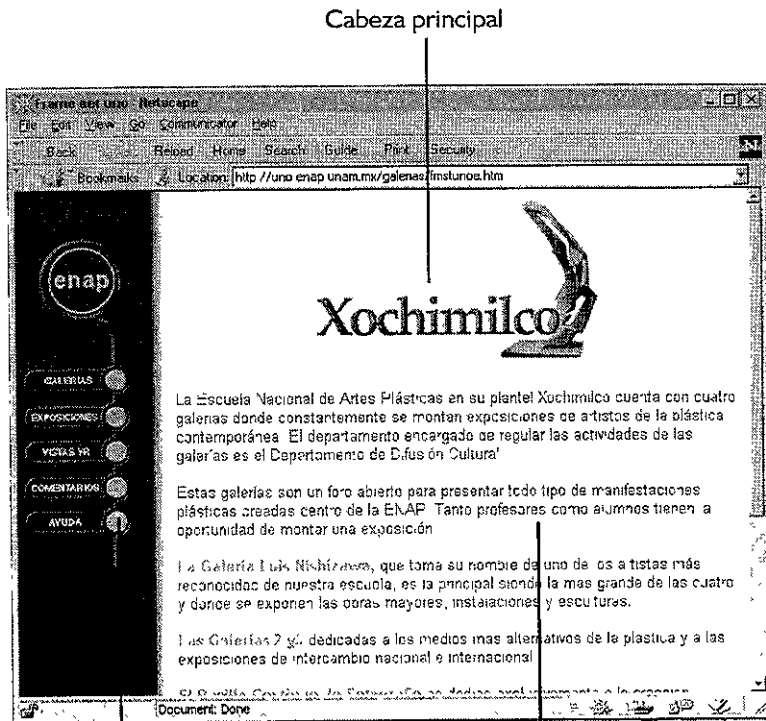 Cabeza principal
Frame set uno - Netscape
File Edit View Go Communicator Help
Back Reload Home Search Guide Print Security
Bookmarks Location: http://uno enap unam.mx/galerias/fmstunoe.htm
enap
Xochimilco
GALERIAS
EXPOSICIONES
VISTAS VR
COMENTARIOS
AYUDA
La Escuela Nacional de Artes Plásticas en su plantel Xochimilco cuenta con cuatro
galerías donde constantemente se montan exposiciones de artistas de la plástica
contemporánea El departamento encargado de regular las actividades de las
galerías es el Departamento de Difusión Cultural
Estas galerías son un foro abierto para presentar todo tipo de manifestaciones
plásticas creadas dentro de la ENAP. Tanto profesores como alumnos tienen la
oportunidad de montar una exposición
La Galería Luis Nishizawa, que toma su nombre de uno de los artistas más
reconocidos de nuestra escuela, es la principal siendo la mas grande de las cuatro
y donde se exponen las obras mayores, instalaciones y esculturas.
Las Galerías 2 y 3, dedicadas a los medios mas alternativos de la plastica y a las
exposiciones de intercambio nacional e internacional
Document: Done